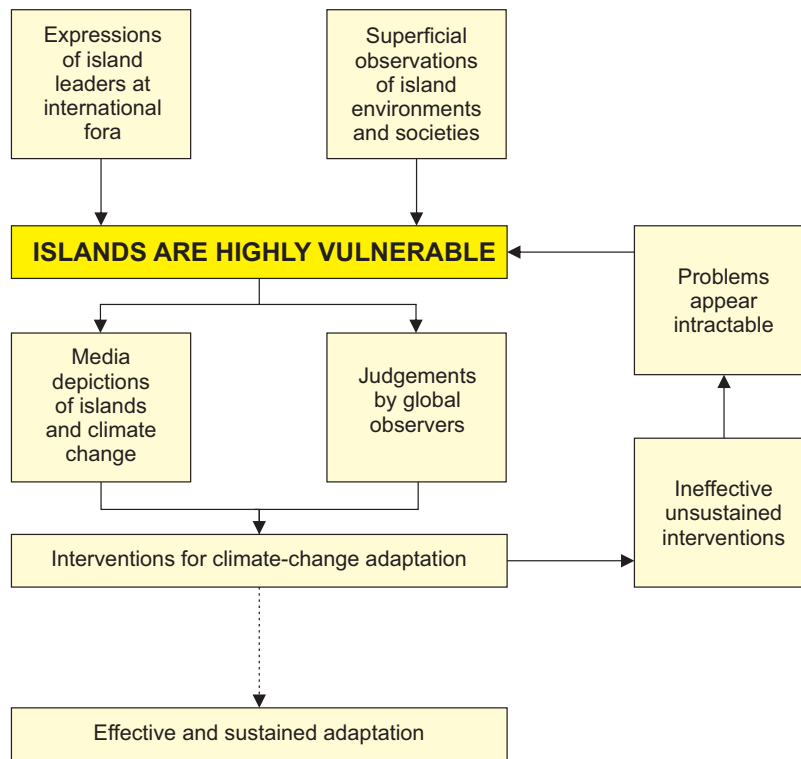 Expressions
of island
leaders at
international
fora
Superficial
observations
of island
environments
and societies
ISLANDS ARE HIGHLY VULNERABLE
Problems
appear
intractable
Media
depictions
of islands
and climate
change
Judgements
by global
observers
Ineffective
unsustained
interventions
Interventions for climate-change adaptation
Effective and sustained adaptation